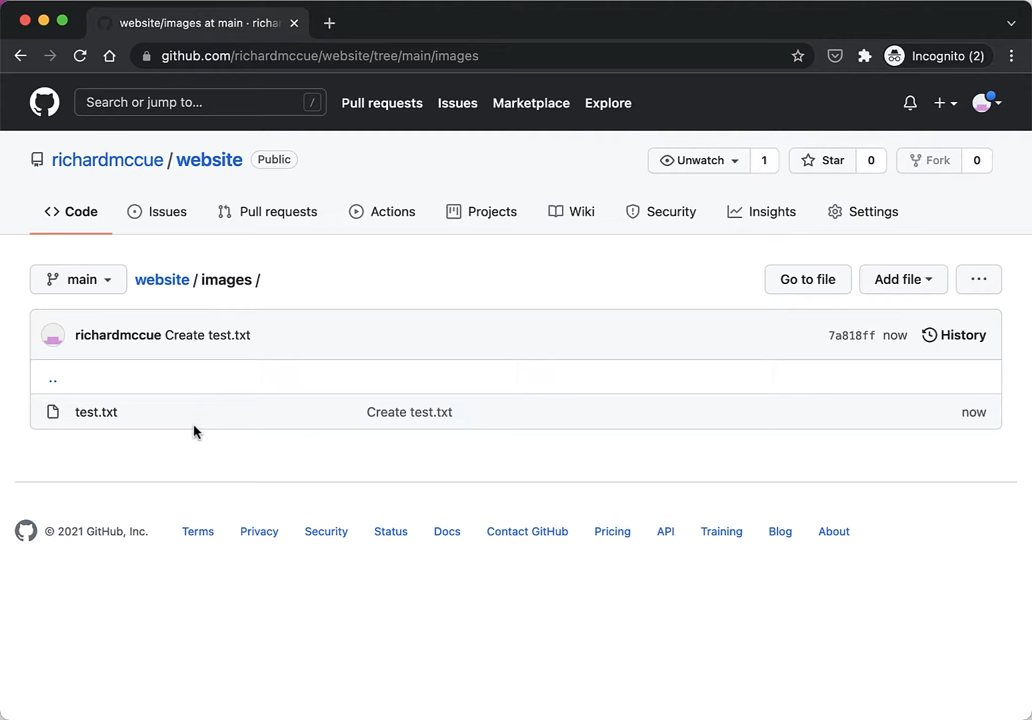 website/images at main · richar
github.com/richardmccue/website/tree/main/images
Incognito (2)
Search or jump to... /
Pull requests Issues Marketplace Explore
richardmccue / website Public
Unwatch 1 Star 0 Fork 0
Code Issues Pull requests Actions Projects Wiki Security Insights Settings
main website / images / Go to file Add file ...
richardmccue Create test.txt 7a818ff now History
..
test.txt Create test.txt now
© 2021 GitHub, Inc. Terms Privacy Security Status Docs Contact GitHub Pricing API Training Blog About